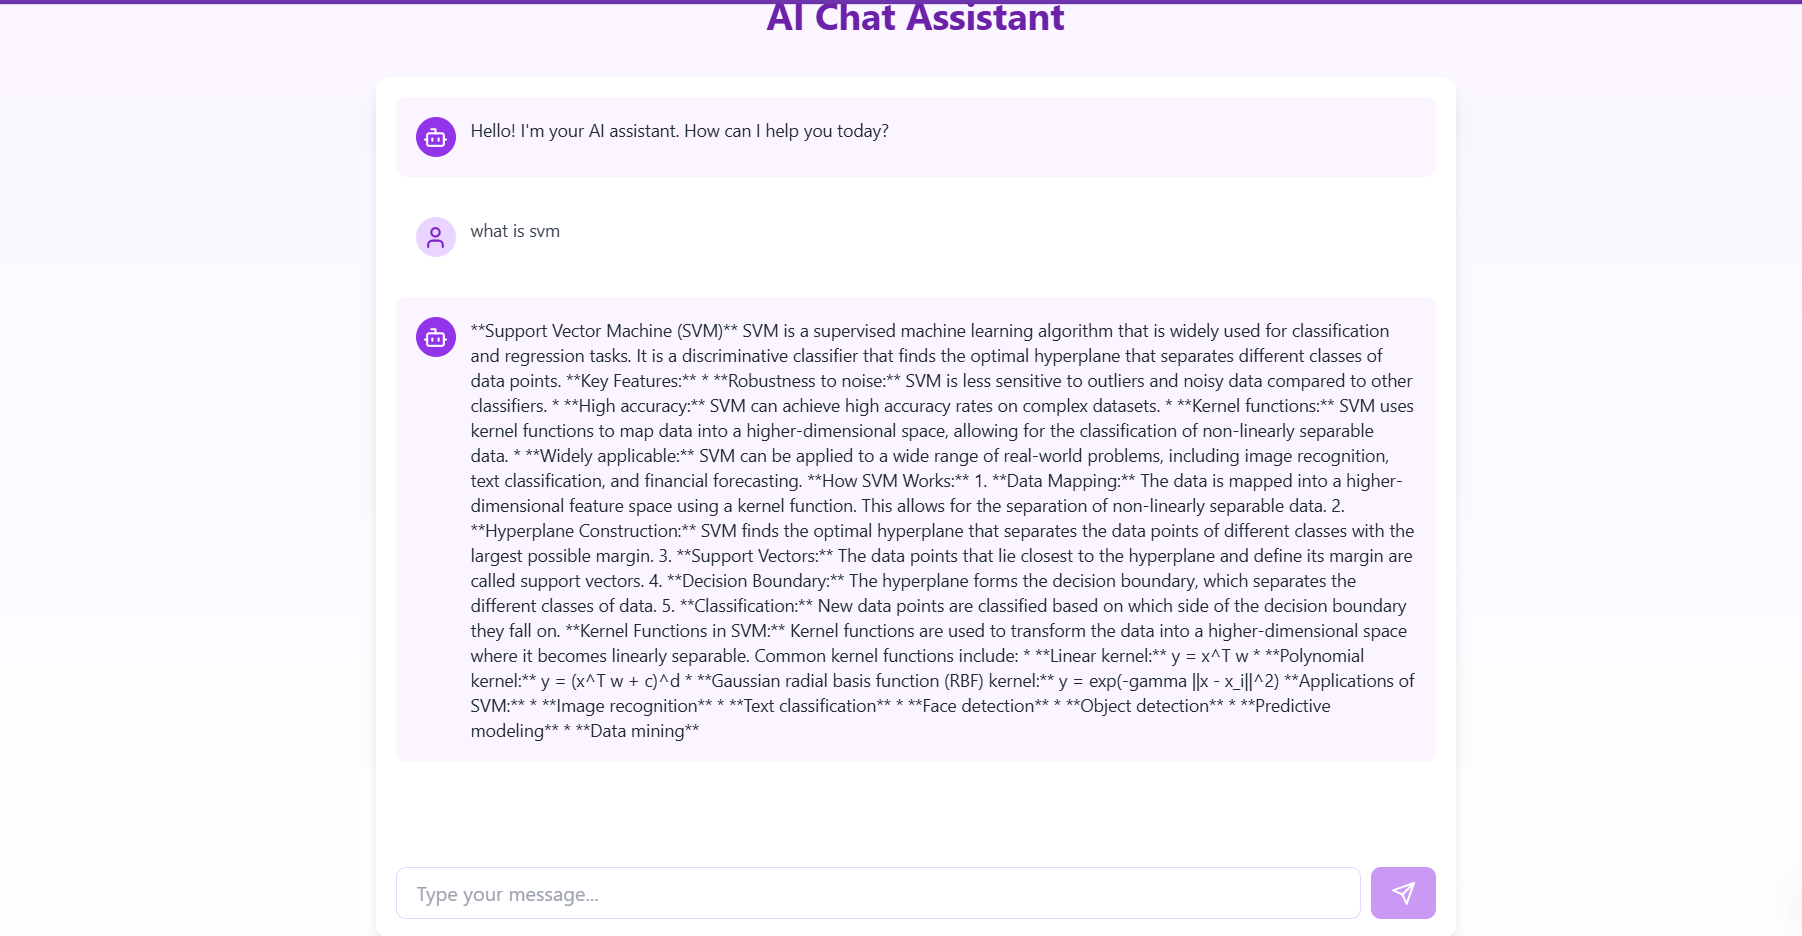 AI Chat Assistant
Hello! I'm your AI assistant. How can I help you today?
what is svm
**Support Vector Machine (SVM)** SVM is a supervised machine learning algorithm that is widely used for classification
and regression tasks. It is a discriminative classifier that finds the optimal hyperplane that separates different classes of
data points. **Key Features:** * **Robustness to noise:** SVM is less sensitive to outliers and noisy data compared to other
classifiers. * **High accuracy:** SVM can achieve high accuracy rates on complex datasets. * **Kernel functions:** SVM uses
kernel functions to map data into a higher-dimensional space, allowing for the classification of non-linearly separable
data. * **Widely applicable:** SVM can be applied to a wide range of real-world problems, including image recognition,
text classification, and financial forecasting. **How SVM Works:** 1. **Data Mapping:** The data is mapped into a higher-
dimensional feature space using a kernel function. This allows for the separation of non-linearly separable data. 2.
**Hyperplane Construction:** SVM finds the optimal hyperplane that separates the data points of different classes with the
largest possible margin. 3. **Support Vectors:** The data points that lie closest to the hyperplane and define its margin are
called support vectors. 4. **Decision Boundary:** The hyperplane forms the decision boundary, which separates the
different classes of data. 5. **Classification:** New data points are classified based on which side of the decision boundary
they fall on. **Kernel Functions in SVM:** Kernel functions are used to transform the data into a higher-dimensional space
where it becomes linearly separable. Common kernel functions include: * **Linear kernel:** y = x^T w * **Polynomial
kernel:** y = (x^T w + c)^d * **Gaussian radial basis function (RBF) kernel:** y = exp(-gamma ||x - x_i||^2) **Applications of
SVM:** * **Image recognition** * **Text classification** * **Face detection** * **Object detection** * **Predictive
modeling** * **Data mining**
Type your message...